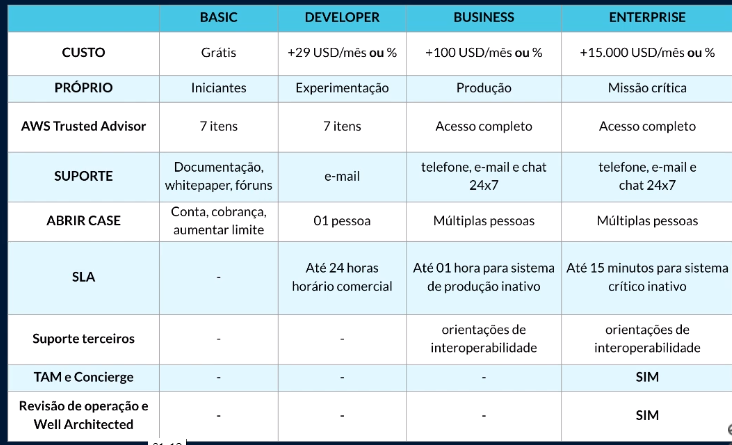 BASIC DEVELOPER BUSINESS ENTERPRISE
CUSTO Grátis +29 USD/mês ou % +100 USD/mês ou % +15.000 USD/mês ou %
PRÓPRIO Iniciantes Experimentação Produção Missão crítica
AWS Trusted Advisor 7 itens 7 itens Acesso completo Acesso completo
SUPORTE
Documentação,
whitepaper, fóruns
e-mail
telefone, e-mail e chat
24x7
telefone, e-mail e
chat 24x7
ABRIR CASE
Conta, cobrança,
aumentar limite
01 pessoa
Múltiplas pessoas
Múltiplas pessoas
SLA
-
Até 24 horas
horário comercial
Até 01 hora para sistema
de produção inativo
Até 15 minutos para sistema
crítico inativo
Suporte terceiros
-
-
orientações de
interoperabilidade
orientações de
interoperabilidade
TAM e Concierge - - - SIM
Revisão de operação e
Well Architected
-
-
-
SIM